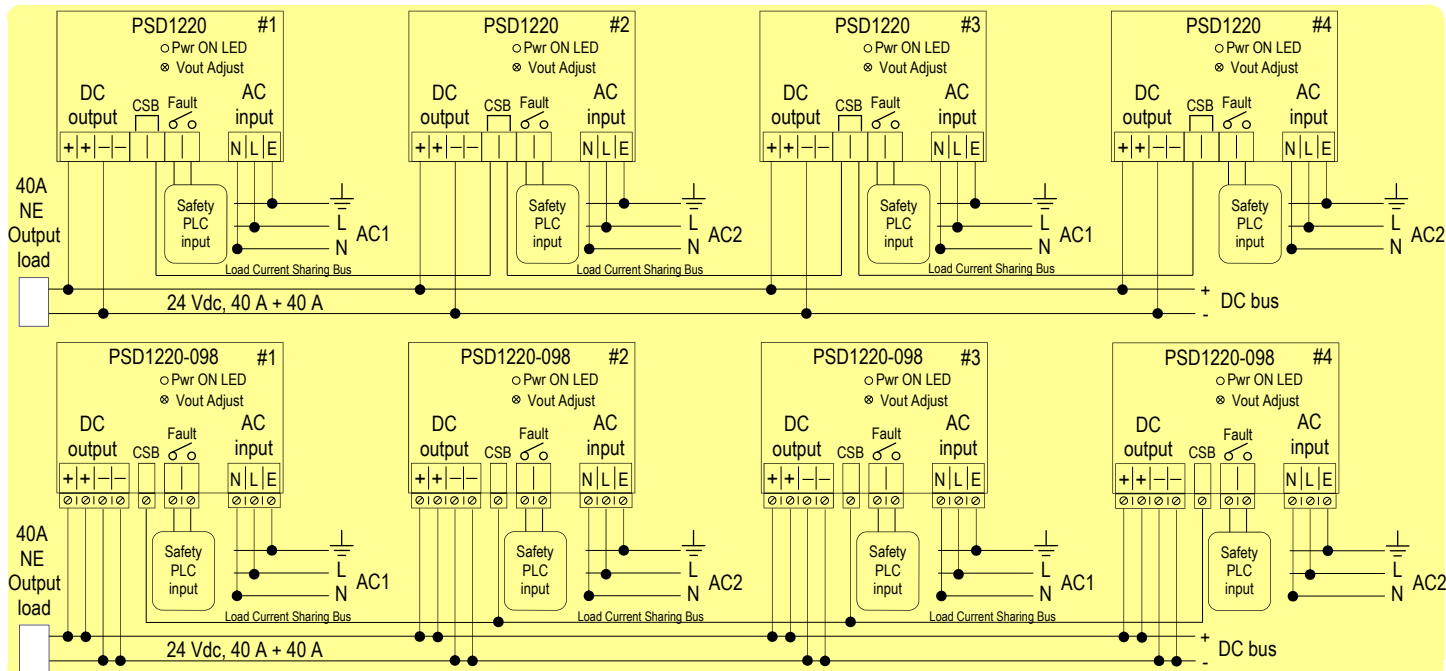 PSD1220 #1 PSD1220 #2 PSD1220 #3 PSD1220 #4
Pwr ON LED Pwr ON LED Pwr ON LED Pwr ON LED
Vout Adjust Vout Adjust Vout Adjust Vout Adjust
DC AC DC AC DC AC DC AC
output CSB Fault input output CSB Fault input output CSB Fault input output CSB Fault input
++−− NLE ++−− NLE ++−− NLE ++−− NLE
40A
NE
Output
load
Safety Safety Safety Safety
PLC PLC PLC PLC
input input input input
L L L L
AC1 AC2 AC1 AC2
N N N N
Load Current Sharing Bus Load Current Sharing Bus Load Current Sharing Bus
24 Vdc, 40 A + 40 A
+
DC bus
-
PSD1220-098 #1 PSD1220-098 #2 PSD1220-098 #3 PSD1220-098 #4
Pwr ON LED Pwr ON LED Pwr ON LED Pwr ON LED
Vout Adjust Vout Adjust Vout Adjust Vout Adjust
DC AC DC AC DC AC DC AC
output CSB Fault input output CSB Fault input output CSB Fault input output CSB Fault input
++−− NLE ++−− NLE ++−− NLE ++−− NLE
40A
NE
Output
load
Safety Safety Safety Safety
PLC PLC PLC PLC
input input input input
L L L L
AC1 AC2 AC1 AC2
N N N N
Load Current Sharing Bus Load Current Sharing Bus Load Current Sharing Bus
24 Vdc, 40 A + 40 A
+
DC bus
-